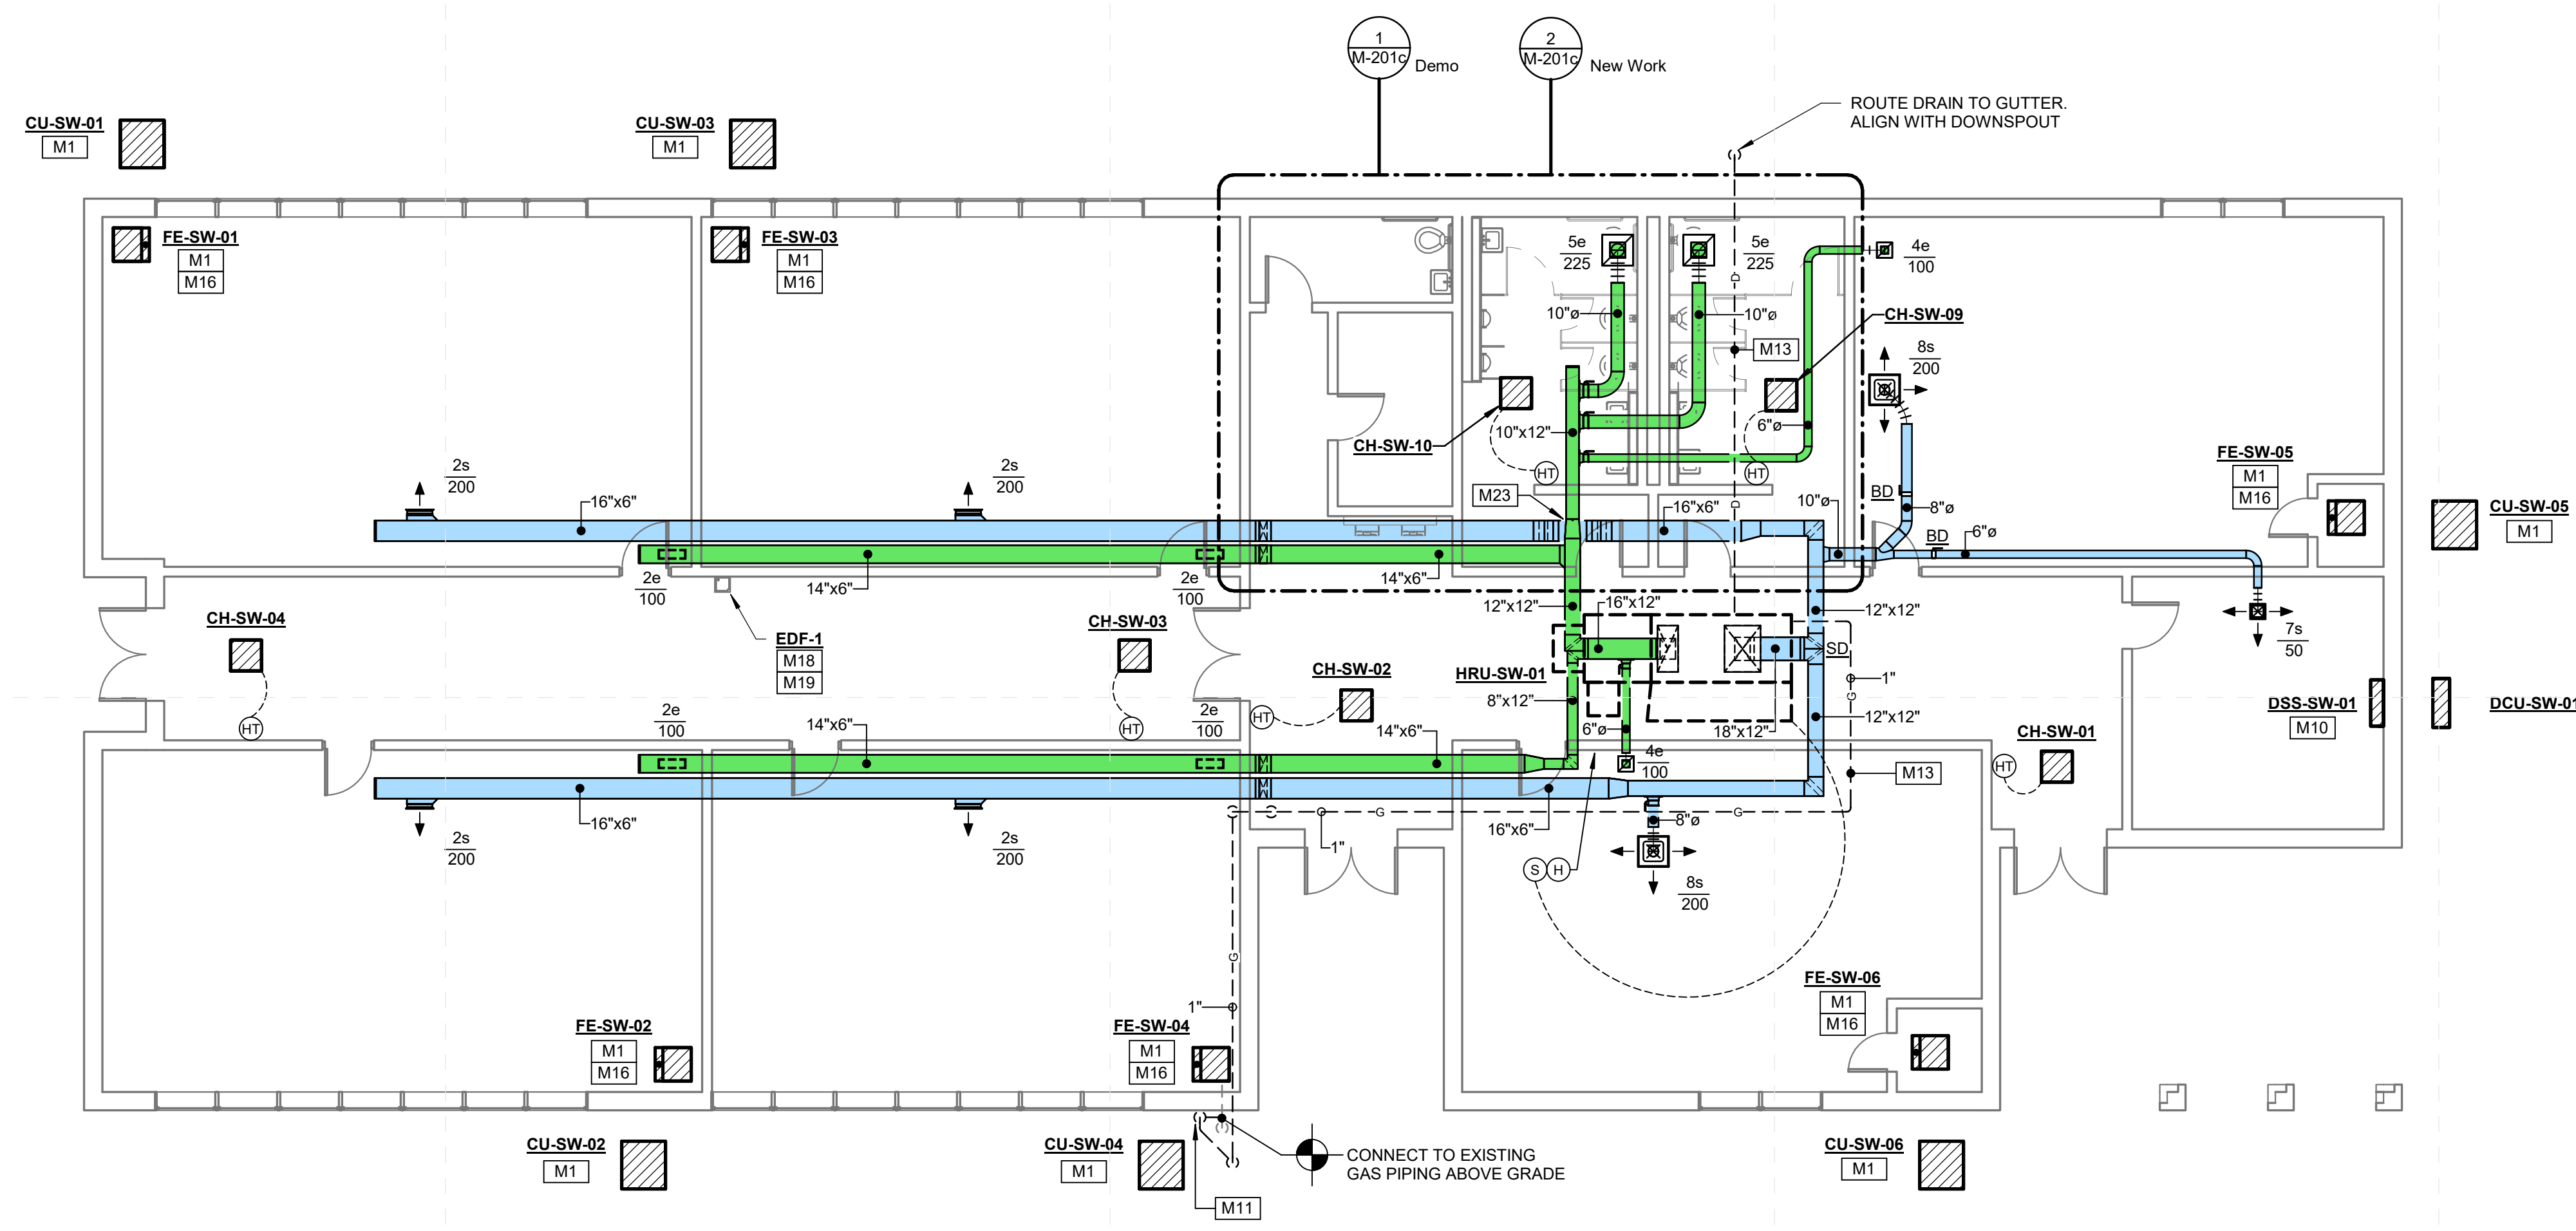 1
M-201c
Demo
2
M-201c
New Work
ROUTE DRAIN TO GUTTER.
ALIGN WITH DOWNSPOUT
CU-SW-01
M1
CU-SW-03
M1
FE-SW-01
M1
M16
FE-SW-03
M1
M16
5e
225
5e
225
4e
100
10"ø
10"ø
CH-SW-09
M13
8s
200
10"x12"
6"ø
CH-SW-10
HT
HT
FE-SW-05
M1
M16
2s
200
2s
200
16"x6"
M23
16"x6"
10"ø
BD
8"ø
BD
6"ø
CU-SW-05
M1
2e
100
14"x6"
2e
100
14"x6"
D
D
12"x12"
16"x12"
12"x12"
7s
50
CH-SW-04
EDF-1
M18
M19
CH-SW-03
CH-SW-02
HRU-SW-01
SD
1"
G
HT
HT
HT
8"x12"
12"x12"
DSS-SW-01
M10
DCU-SW-01
2e
100
14"x6"
2e
100
14"x6"
6"ø
18"x12"
CH-SW-01
HT
4e
100
M13
2s
200
16"x6"
2s
200
1"
G
16"x6"
8"ø
G
S
H
8s
200
G
1"
FE-SW-02
M1
M16
FE-SW-04
M1
M16
FE-SW-06
M1
M16
CU-SW-02
M1
CU-SW-04
M1
CONNECT TO EXISTING
GAS PIPING ABOVE GRADE
M11
CU-SW-06
M1